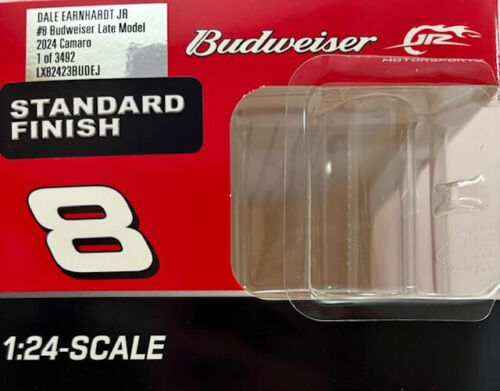 DALE EARNHARDT JR
#8 Budweiser Late Model
2024 Camaro
1 of 3492
LX82423BUDEJ
Budweiser
JR
MOTORSPORTS
STANDARD
FINISH
8
1:24-SCALE